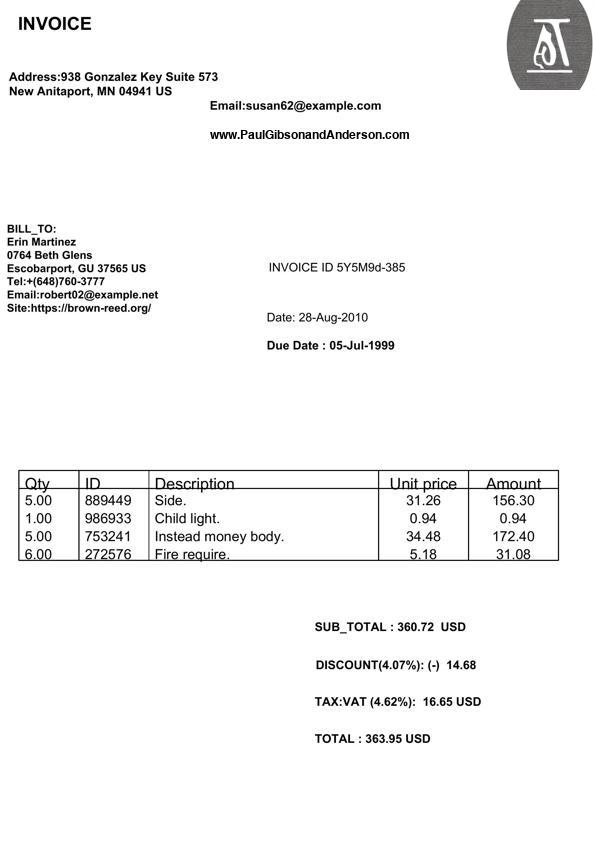 INVOICE
Address:938 Gonzalez Key Suite 573
New Anitaport, MN 04941 US
Email:susan62@example.com
www.PaulGibsonandAnderson.com
BILL_TO:
Erin Martinez
0764 Beth Glens
Escobarport, GU 37565 US
Tel:+(648)760-3777
Email:robert02@example.net
Site:https://brown-reed.org/
INVOICE ID 5Y5M9d-385
Date: 28-Aug-2010
Due Date : 05-Jul-1999
Qty ID Description Unit price Amount
5.00 889449 Side. 31.26 156.30
1.00 986933 Child light. 0.94 0.94
5.00 753241 Instead money body. 34.48 172.40
6.00 272576 Fire require. 5.18 31.08
SUB_TOTAL : 360.72 USD
DISCOUNT(4.07%): (-) 14.68
TAX:VAT (4.62%): 16.65 USD
TOTAL : 363.95 USD